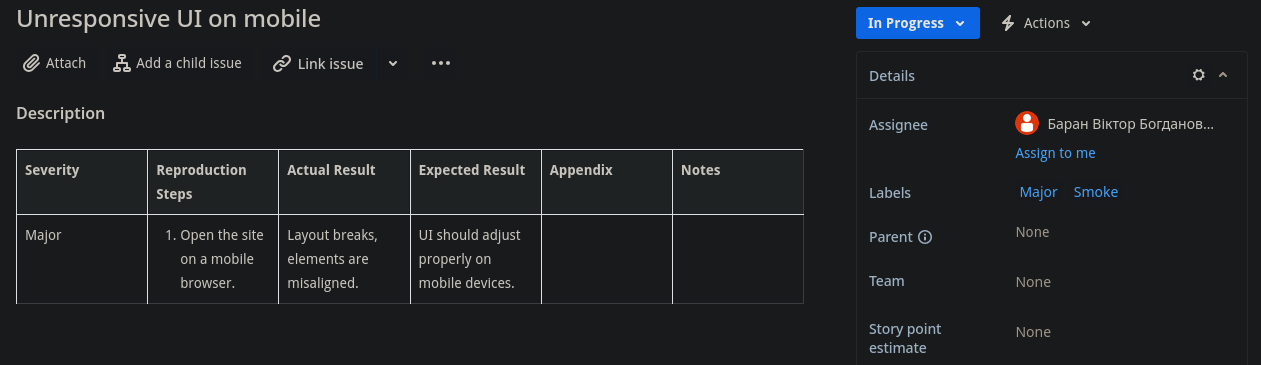 Unresponsive UI on mobile
In Progress
Actions
Attach
Add a child issue
Link issue
Description
Severity
Reproduction
Steps
Actual Result
Expected Result
Appendix
Notes
Major
1. Open the site
on a mobile
browser.
Layout breaks,
elements are
misaligned.
UI should adjust
properly on
mobile devices.
Details
Assignee
Баран Віктор Богданов...
Assign to me
Labels
Major Smoke
Parent
None
Team
None
Story point
estimate
None